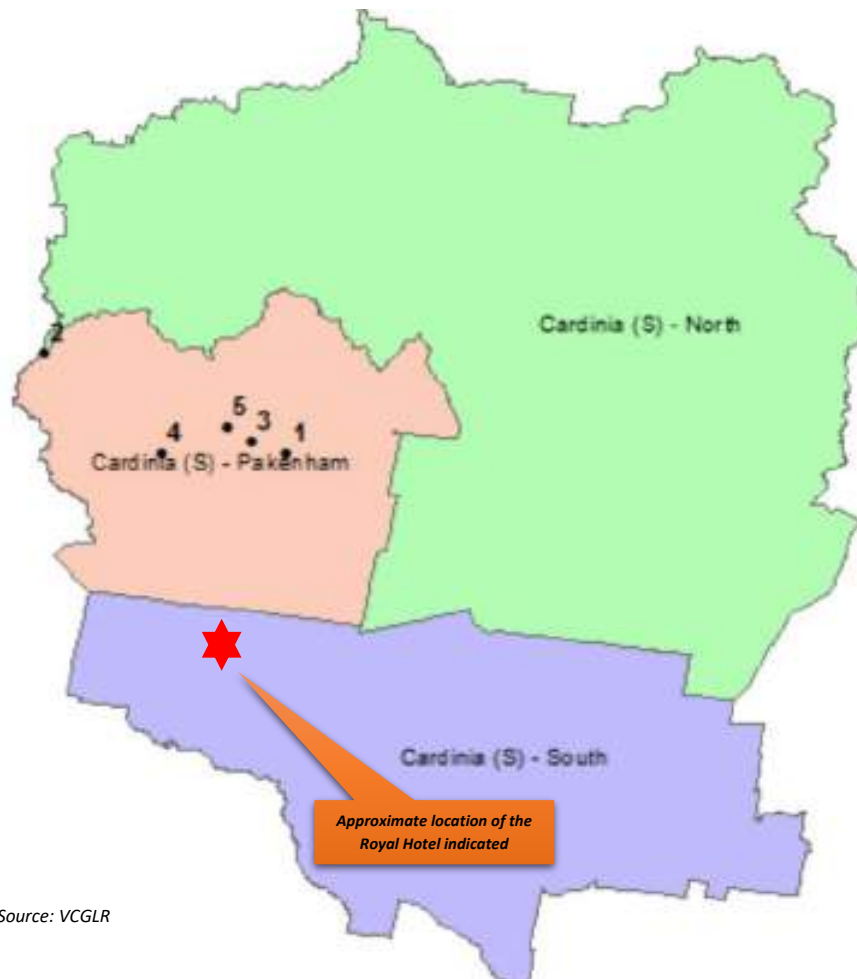 Cardinia (S) - North
2
5
3
4
1
Cardinia (S) - Pakenham
Cardinia (S) - South
Approximate location of the
Royal Hotel indicated
Source: VCGLR